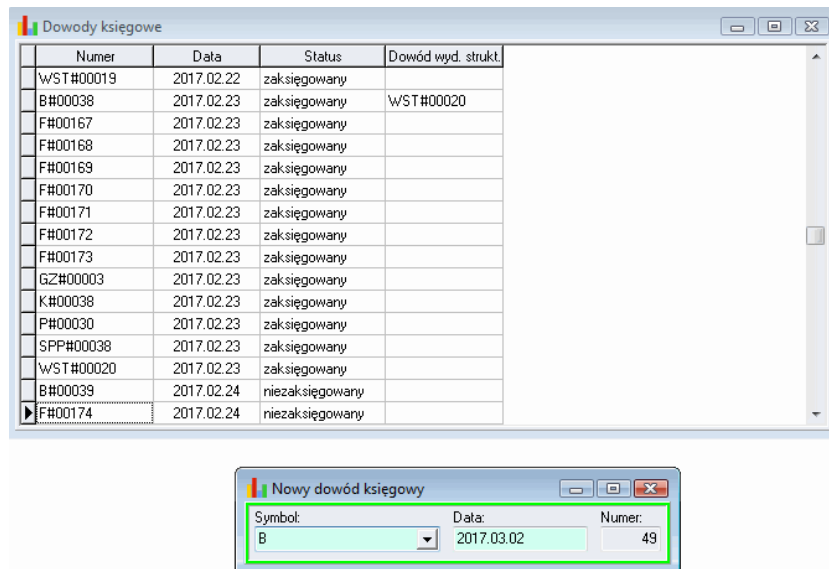 Dowody księgowe
Numer Data Status Dowód wyd. strukt.
WST#00019 2017.02.22 zaksięgowany
B#00038 2017.02.23 zaksięgowany WST#00020
F#00167 2017.02.23 zaksięgowany
F#00168 2017.02.23 zaksięgowany
F#00169 2017.02.23 zaksięgowany
F#00170 2017.02.23 zaksięgowany
F#00171 2017.02.23 zaksięgowany
F#00172 2017.02.23 zaksięgowany
F#00173 2017.02.23 zaksięgowany
GZ#00003 2017.02.23 zaksięgowany
K#00038 2017.02.23 zaksięgowany
P#00030 2017.02.23 zaksięgowany
SPP#00038 2017.02.23 zaksięgowany
WST#00020 2017.02.23 zaksięgowany
B#00039 2017.02.24 niezaksięgowany
F#00174 2017.02.24 niezaksięgowany
Nowy dowód księgowy
Symbol: Data: Numer:
B 2017.03.02 49